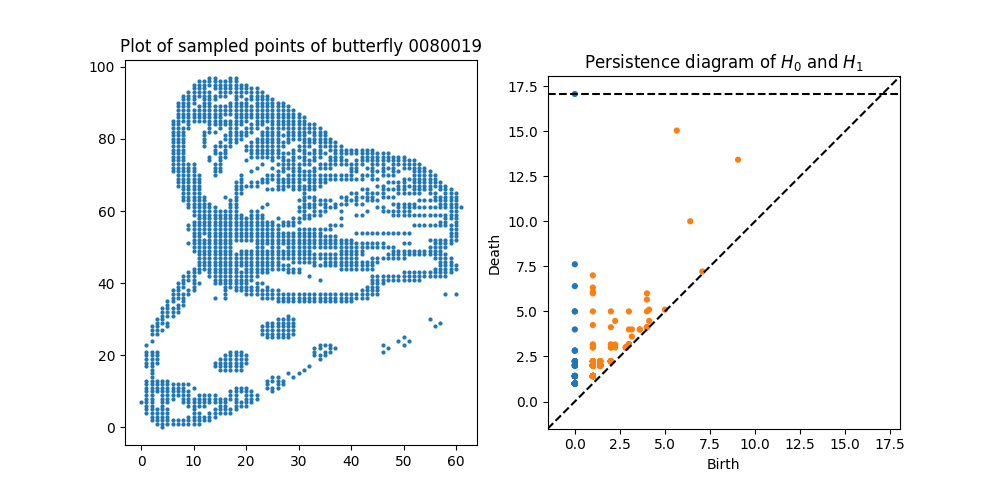 Plot of sampled points of butterfly 0080019
100
80
60
40
20
0
0 10 20 30 40 50 60
Persistence diagram of H₀ and H₁
17.5
15.0
12.5
10.0
7.5
5.0
2.5
0.0
Death
0.0 2.5 5.0 7.5 10.0 12.5 15.0 17.5
Birth